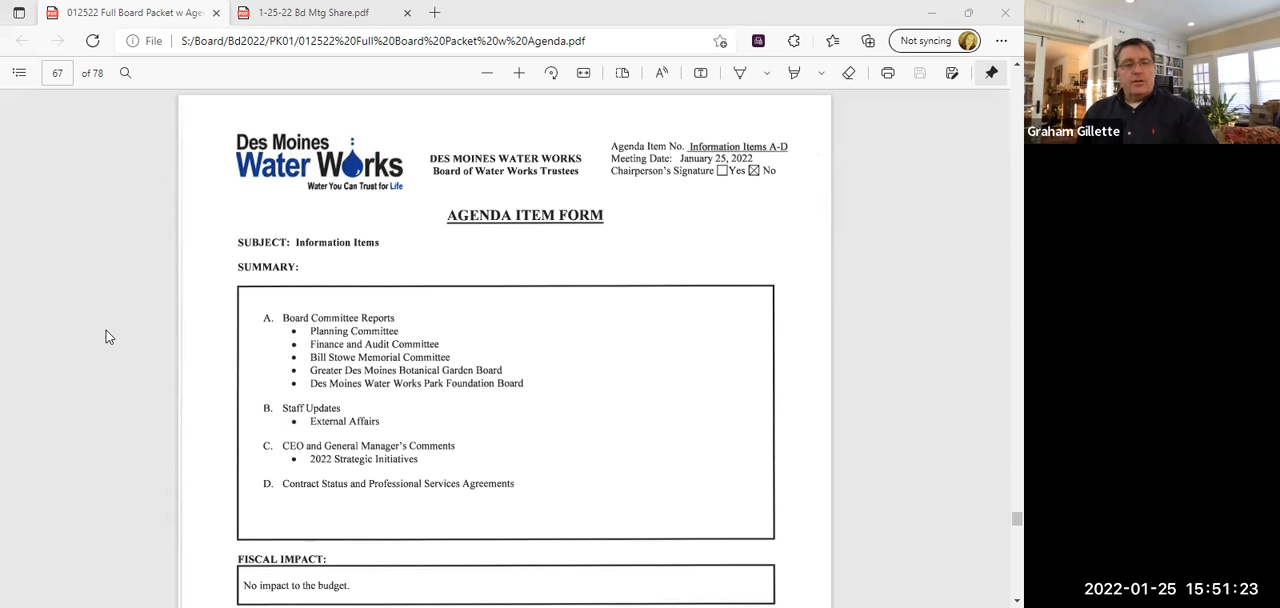 012522 Full Board Packet w Age
1-25-22 Bd Mtg Share.pdf
File
S:/Board/Bd2022/PK01/012522%20Full%20Board%20Packet%20w%20Agenda.pdf
Not syncing
67 of 78
Des Moines
Water Works
Water You Can Trust for Life
DES MOINES WATER WORKS
Board of Water Works Trustees
Agenda Item No. Information Items A-D
Meeting Date: January 25, 2022
Chairperson's Signature ☐ Yes ☒ No
AGENDA ITEM FORM
SUBJECT: Information Items
SUMMARY:
A. Board Committee Reports
• Planning Committee
• Finance and Audit Committee
• Bill Stowe Memorial Committee
• Greater Des Moines Botanical Garden Board
• Des Moines Water Works Park Foundation Board
B. Staff Updates
• External Affairs
C. CEO and General Manager's Comments
• 2022 Strategic Initiatives
D. Contract Status and Professional Services Agreements
FISCAL IMPACT:
No impact to the budget.
Graham Gillette
2022-01-25 15:51:23